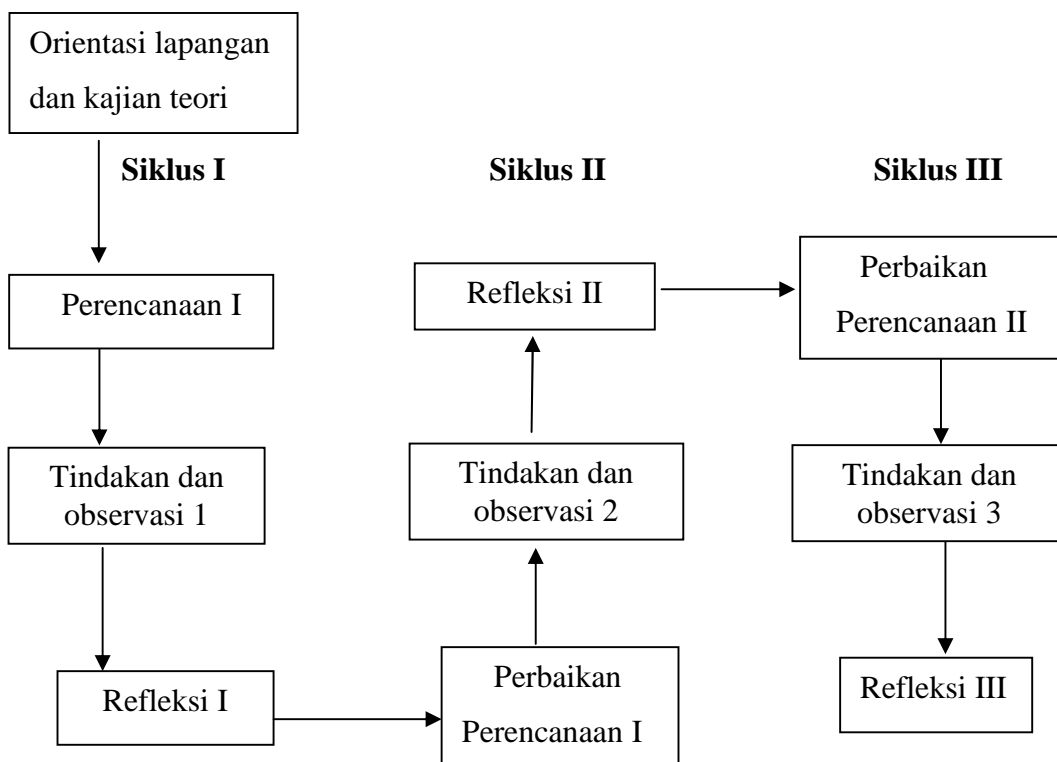 Orientasi lapangan
dan kajian teori
Siklus I
Perencanaan I
Tindakan dan
observasi 1
Refleksi I
Siklus II
Perbaikan
Perencanaan I
Tindakan dan
observasi 2
Refleksi II
Siklus III
Perbaikan
Perencanaan II
Tindakan dan
observasi 3
Refleksi III